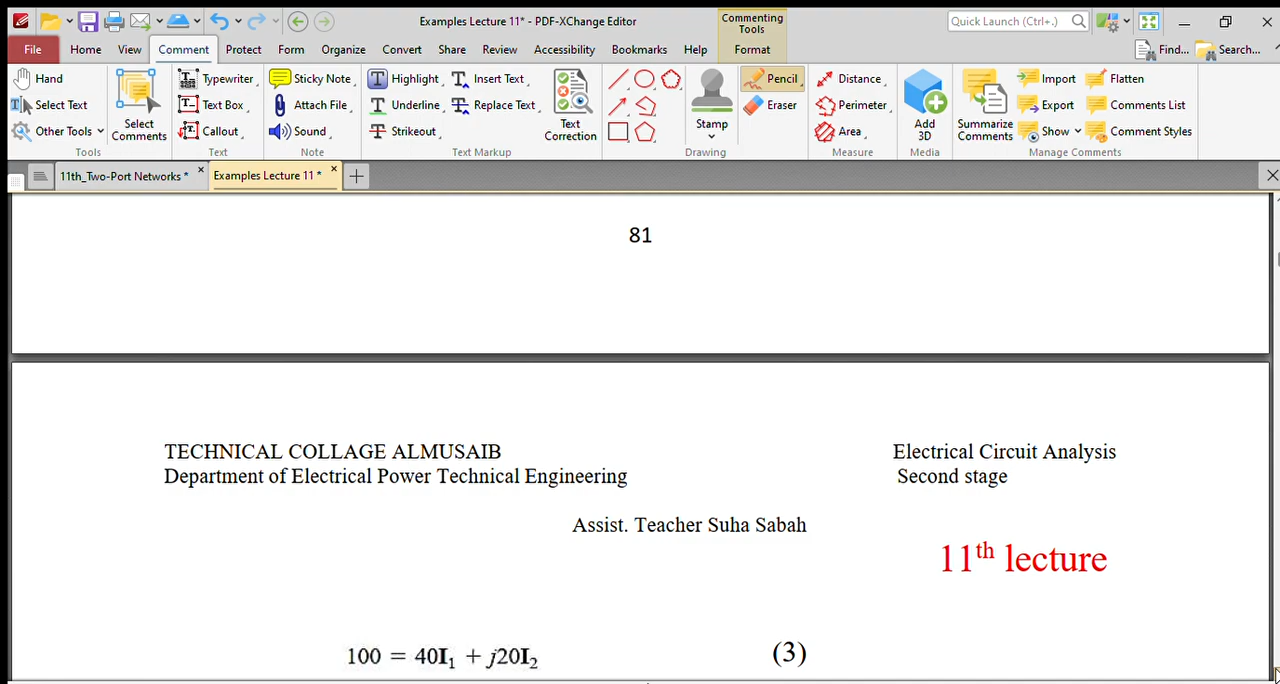 Examples Lecture 11* - PDF-XChange Editor
Commenting Tools
Quick Launch (Ctrl+.)
File Home View Comment Protect Form Organize Convert Share Review Accessibility Bookmarks Help Format
Find... Search...
Hand
Select Text
Other Tools
Select Comments
Tools
Typewriter
Text Box
Callout
Text
Sticky Note
Attach File
Sound
Note
Highlight
Underline
Strikeout
Insert Text
Replace Text
Text Correction
Text Markup
Stamp
Pencil
Eraser
Drawing
Distance
Perimeter
Area
Measure
Add 3D
Media
Summarize Comments
Import
Export
Show
Flatten
Comments List
Comment Styles
Manage Comments
11th_Two-Port Networks *
Examples Lecture 11 *
81
TECHNICAL COLLAGE ALMUSAIB
Electrical Circuit Analysis
Department of Electrical Power Technical Engineering
Second stage
Assist. Teacher Suha Sabah
11th lecture
100 = 40I₁ + j20I₂ (3)